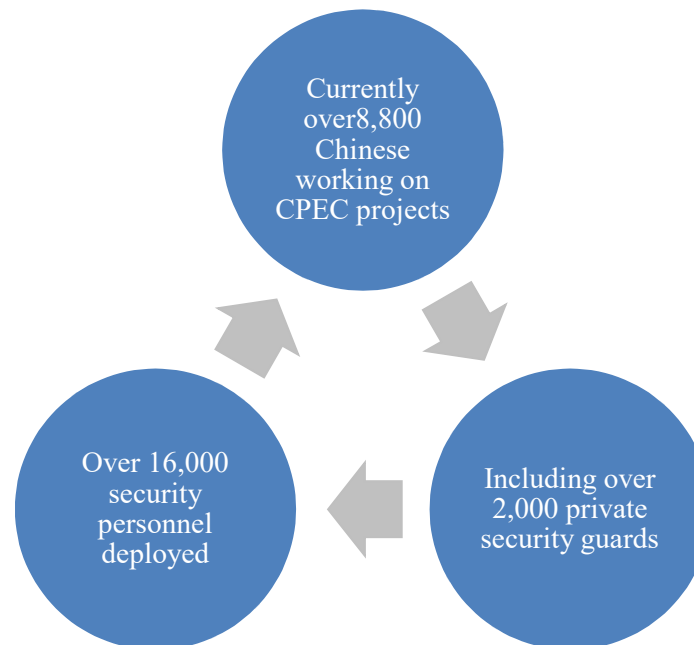 Currently
over8,800
Chinese
working on
CPEC projects
Including over
2,000 private
security guards
Over 16,000
security
personnel
deployed